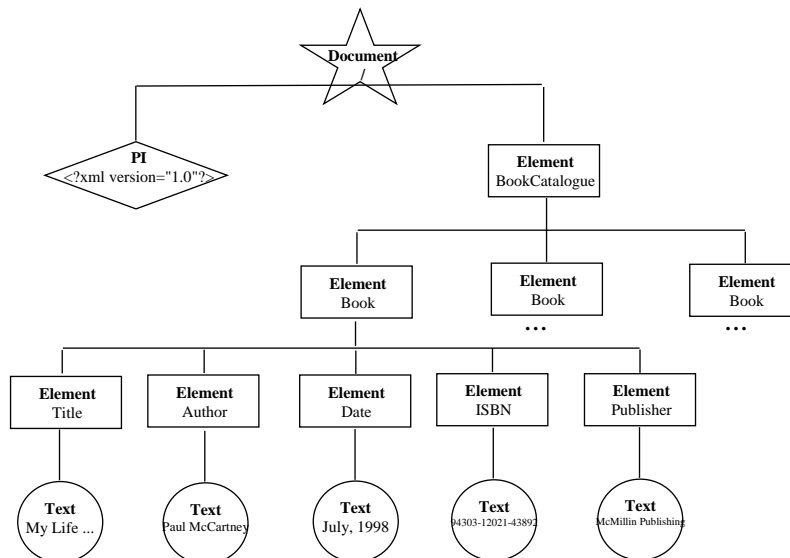 Document
PI
<?xml version="1.0"?>
Element
BookCatalogue
Element
Book
Element
Book
...
Element
Book
...
Element
Title
Element
Author
Element
Date
Element
ISBN
Element
Publisher
Text
My Life ...
Text
Paul McCartney
Text
July, 1998
Text
94303-12021-43892
Text
McMillin Publishing